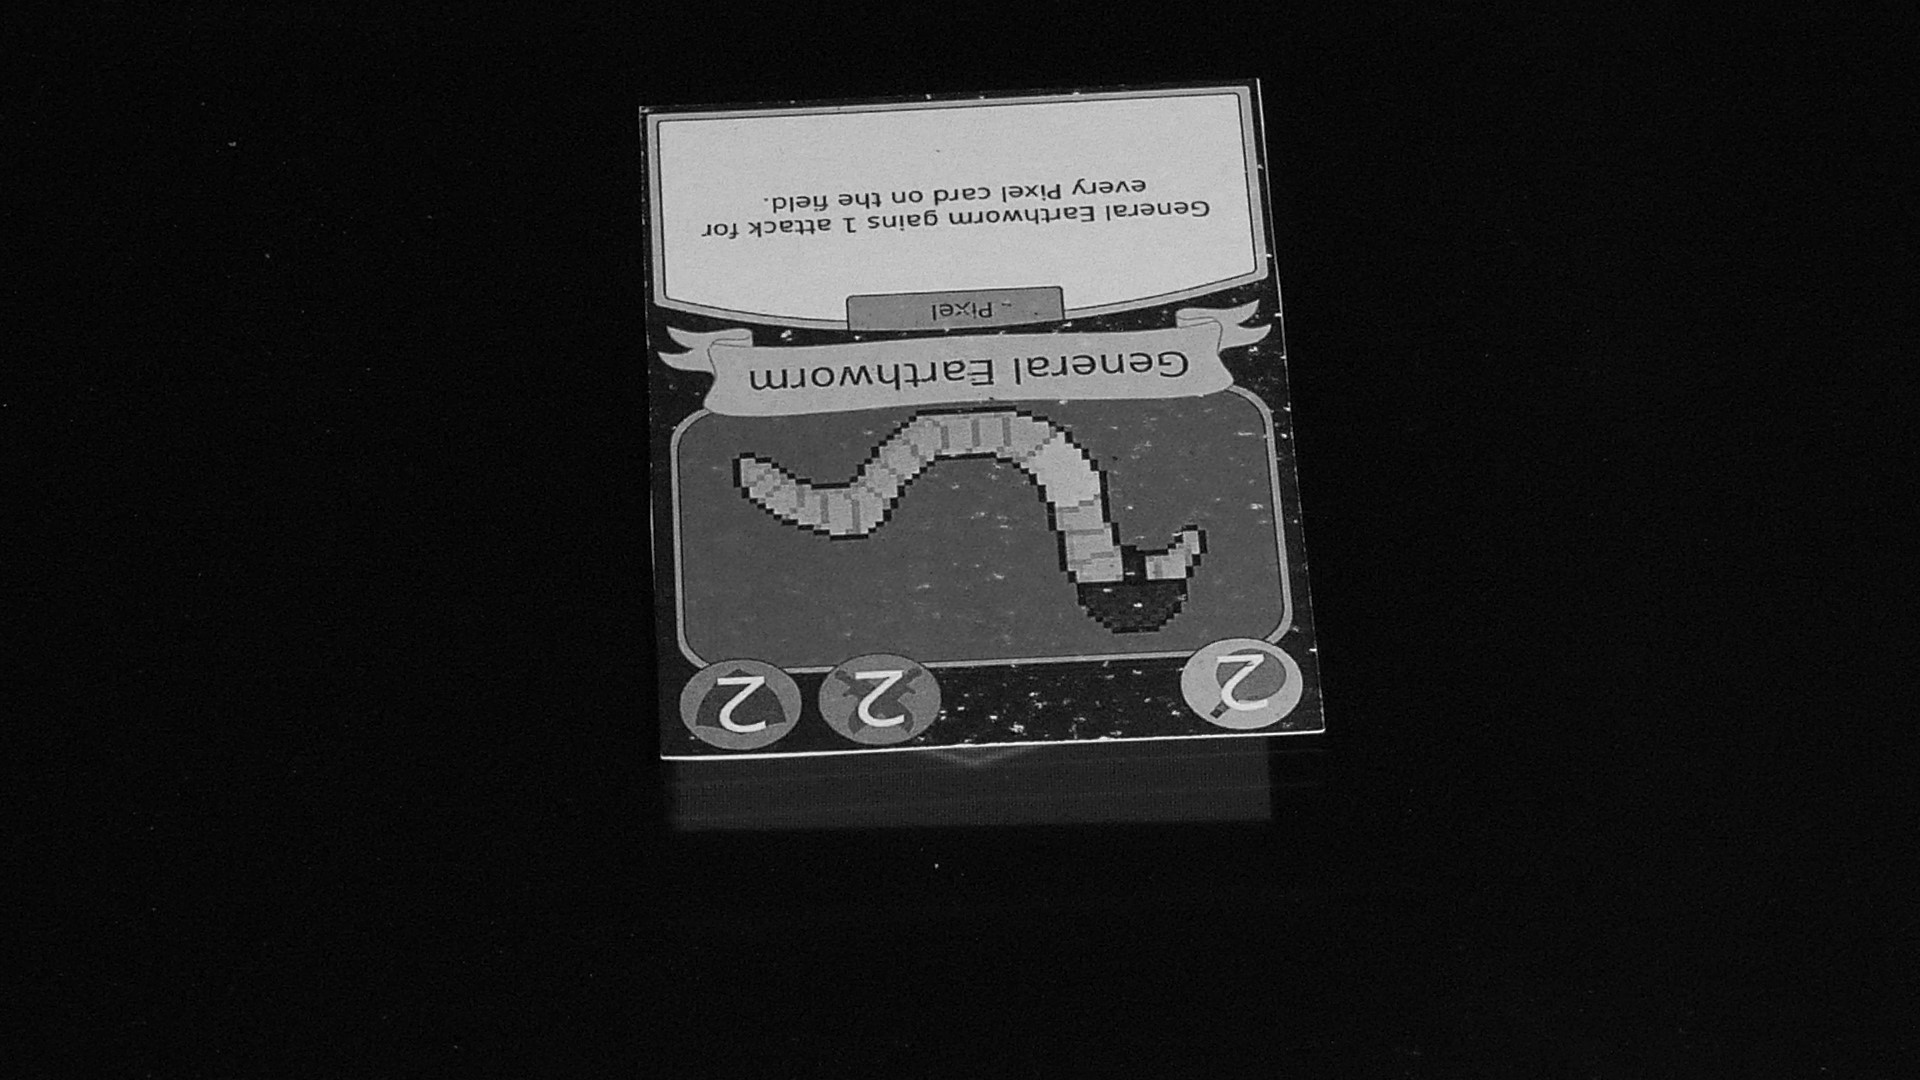 2 2 2
General Earthworm
- Pixel
General Earthworm gains 1 attack for
every Pixel card on the field.